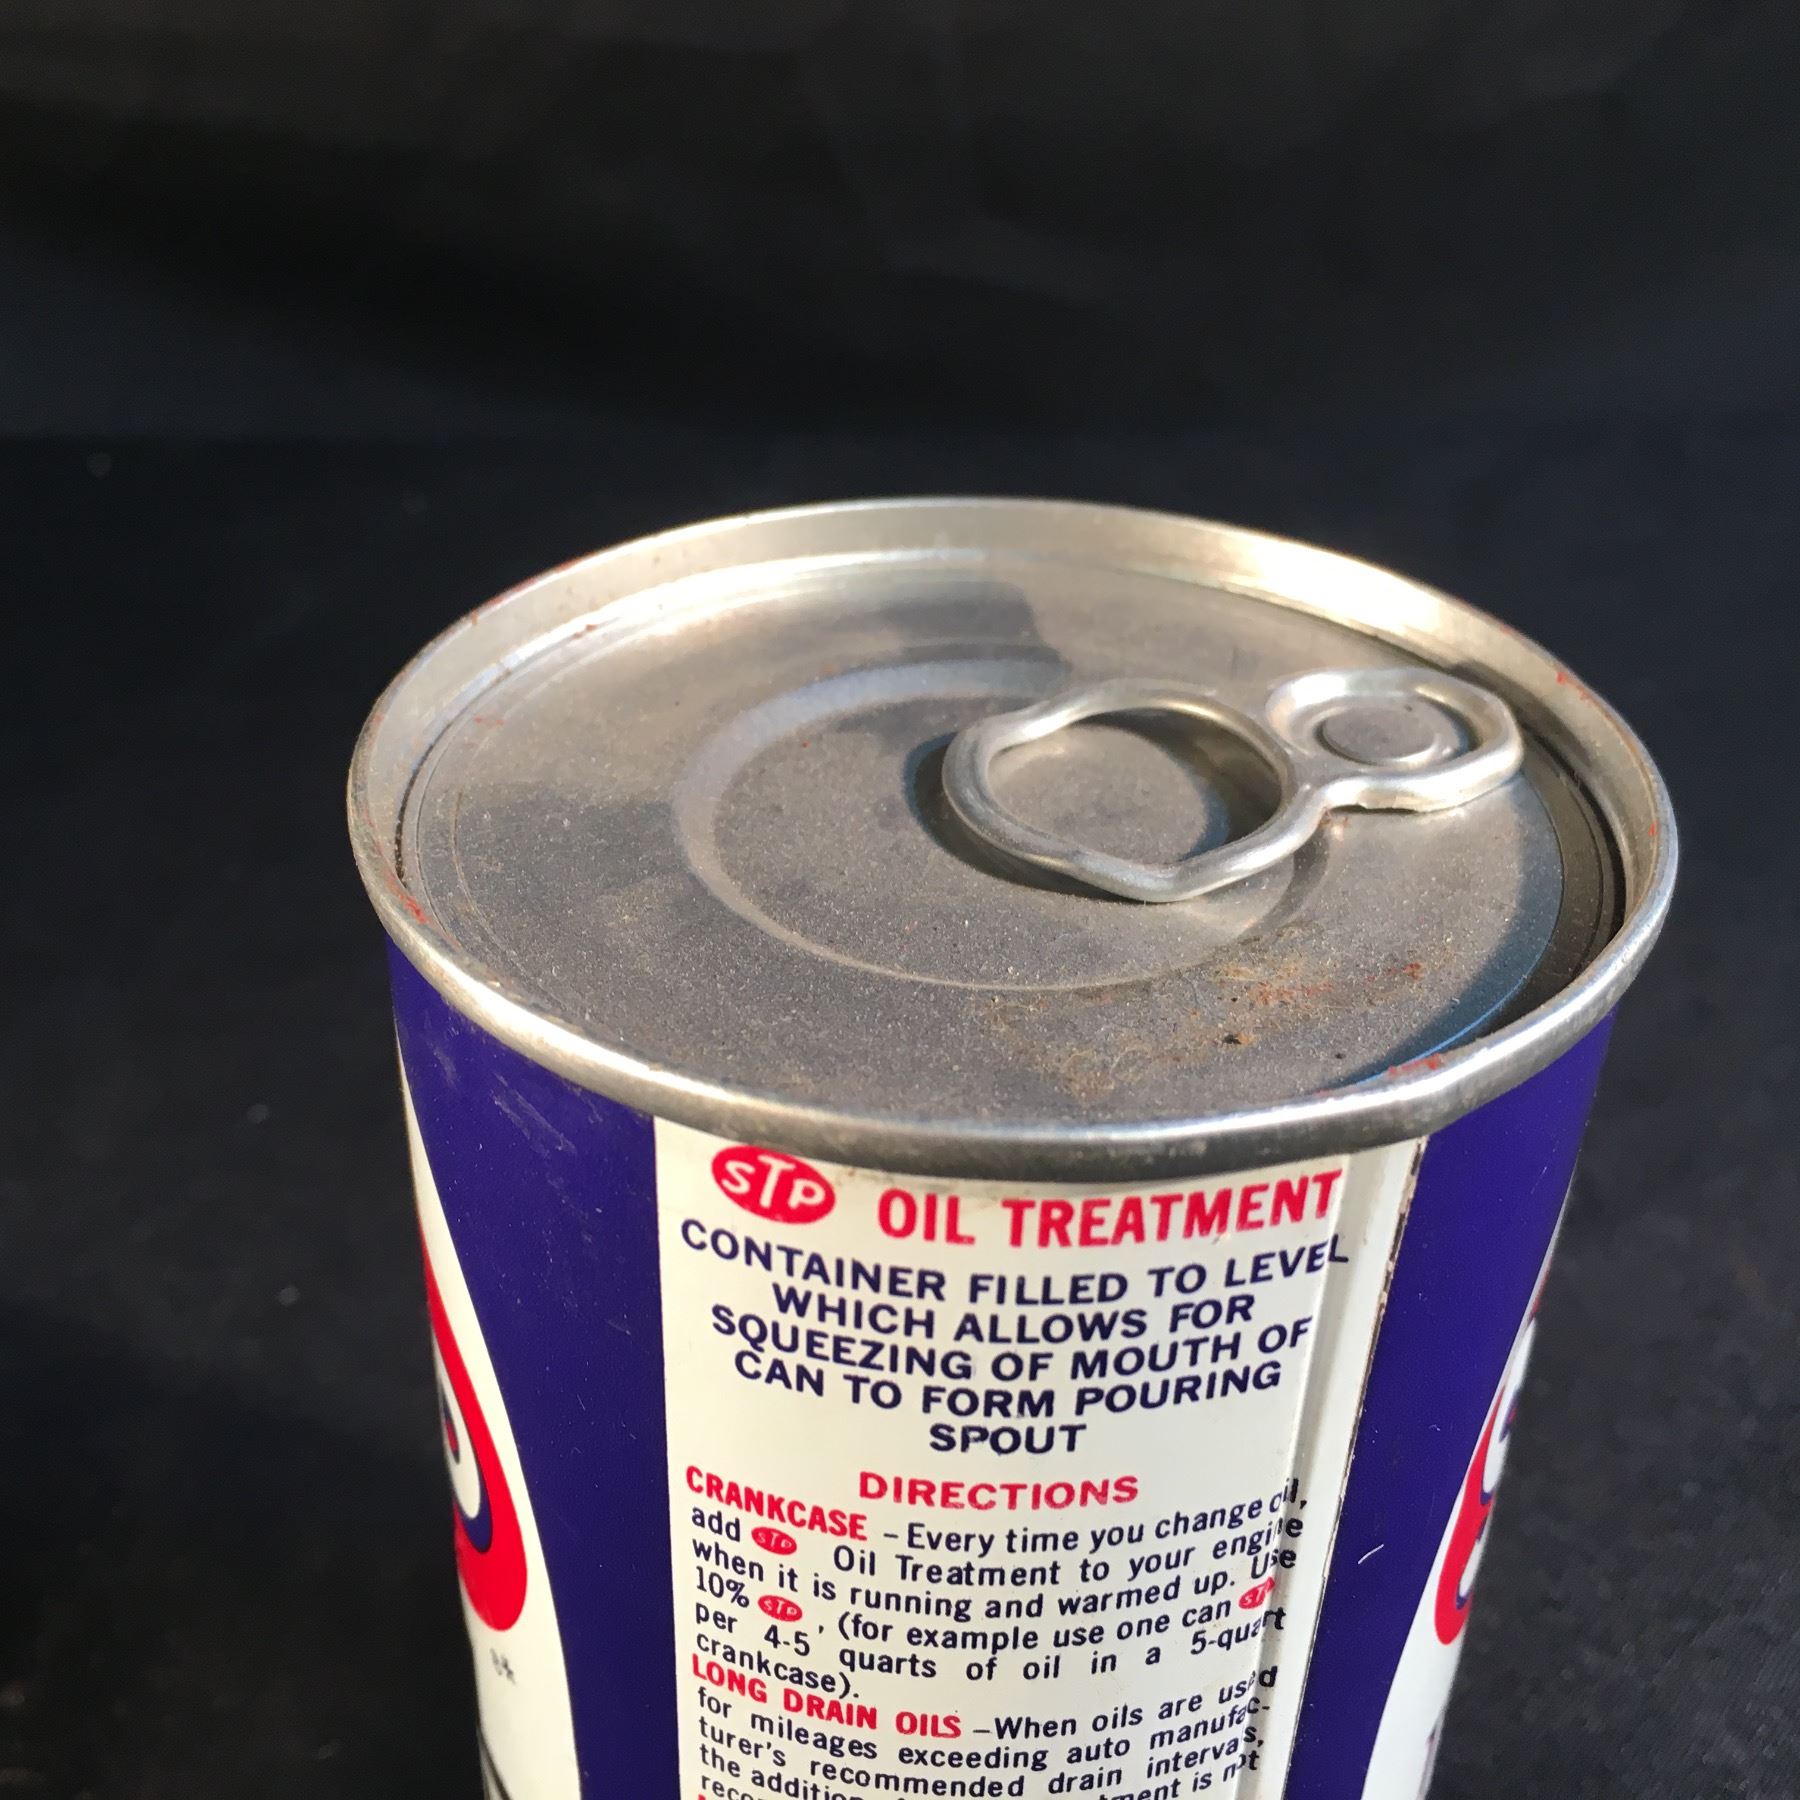 STP OIL TREATMENT
CONTAINER FILLED TO LEVEL
WHICH ALLOWS FOR
SQUEEZING OF MOUTH OF
CAN TO FORM POURING
SPOUT
DIRECTIONS
CRANKCASE – Every time you change oil,
add STP Oil Treatment to your engine
when it is running and warmed up. Use
10% STP, (for example use one can STP
per 4-5 quarts of oil in a 5-quart
crankcase).
LONG DRAIN OILS – When oils are used
for mileages exceeding auto manufac-
turer's recommended drain intervals,
the is not